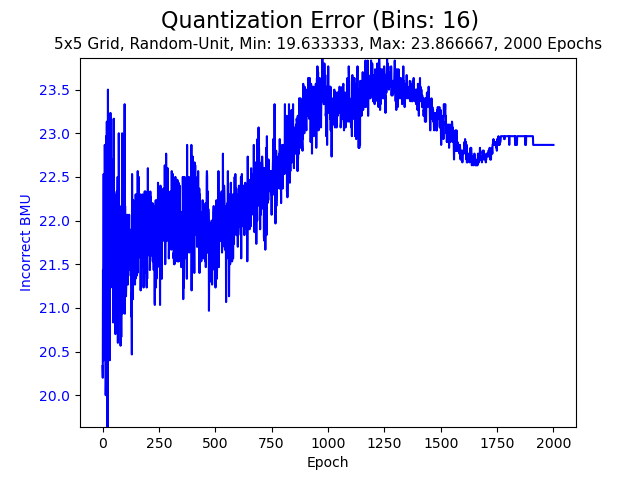 Quantization Error (Bins: 16)
5x5 Grid, Random-Unit, Min: 19.633333, Max: 23.866667, 2000 Epochs
23.5
23.0
22.5
22.0
21.5
21.0
20.5
20.0
Incorrect BMU
0 250 500 750 1000 1250 1500 1750 2000
Epoch